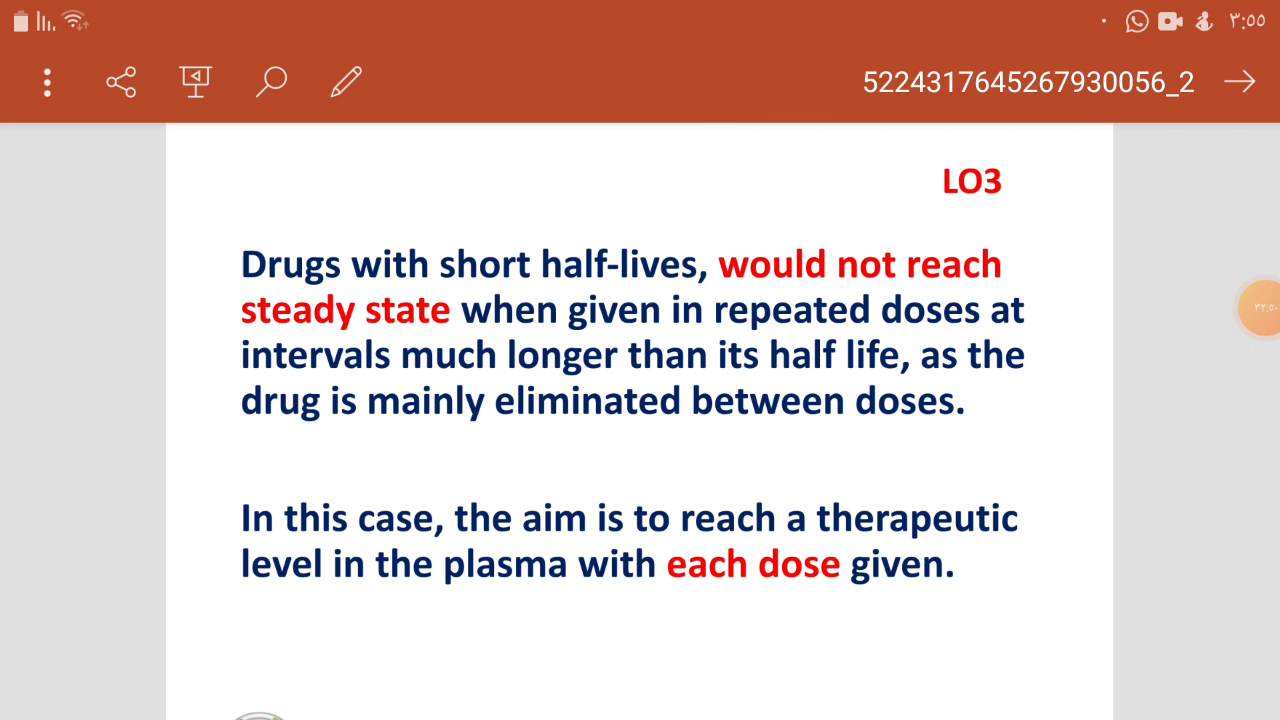 ٣:٥٥
5224317645267930056_2
LO3
Drugs with short half-lives, would not reach
steady state when given in repeated doses at
intervals much longer than its half life, as the
drug is mainly eliminated between doses.
In this case, the aim is to reach a therapeutic
level in the plasma with each dose given.